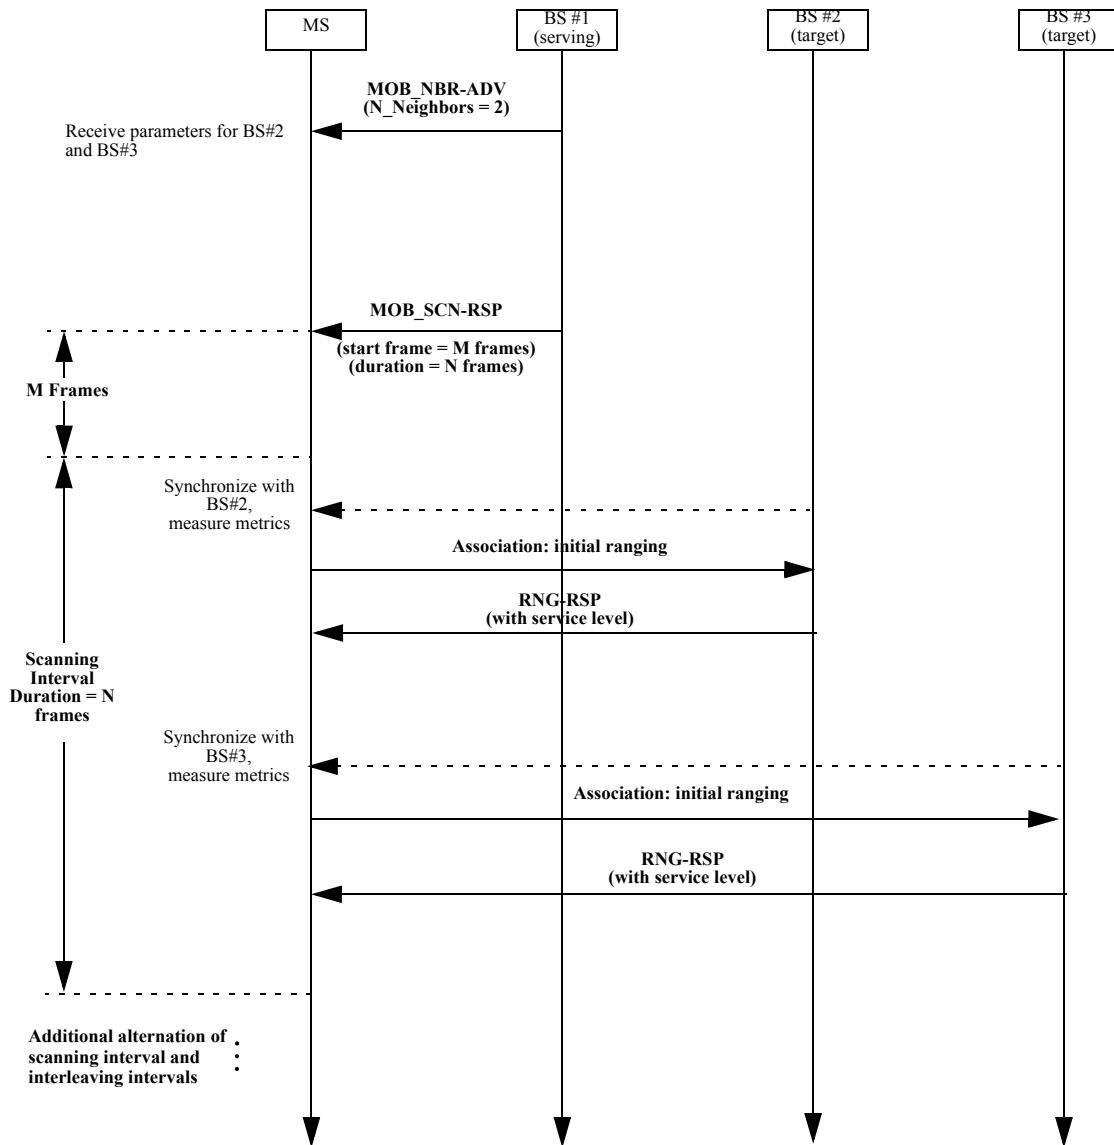 MS
BS #1
(serving)
BS #2
(target)
BS #3
(target)
MOB_NBR-ADV
(N_Neighbors = 2)
Receive parameters for BS#2
and BS#3
MOB_SCN-RSP
(start frame = M frames)
(duration = N frames)
M Frames
Synchronize with
BS#2,
measure metrics
Association: initial ranging
RNG-RSP
(with service level)
Scanning
Interval
Duration = N
frames
Synchronize with
BS#3,
measure metrics
Association: initial ranging
RNG-RSP
(with service level)
Additional alternation of
scanning interval and
interleaving intervals